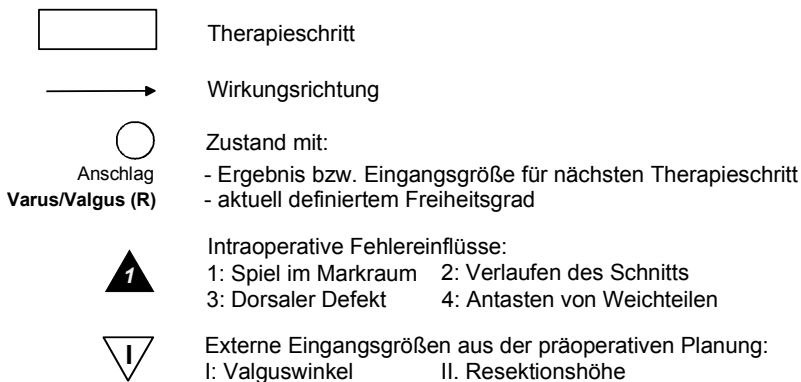 Therapieschritt
Wirkungsrichtung
Zustand mit:
Anschlag - Ergebnis bzw. Eingangsgröße für nächsten Therapieschritt
Varus/Valgus (R) - aktuell definiertem Freiheitsgrad
Intraoperative Fehlereinflüsse:
1 1: Spiel im Markraum 2: Verlaufen des Schnitts
3: Dorsaler Defekt 4: Antasten von Weichteilen
Externe Eingangsgrößen aus der präoperativen Planung:
I I: Valguswinkel II. Resektionshöhe